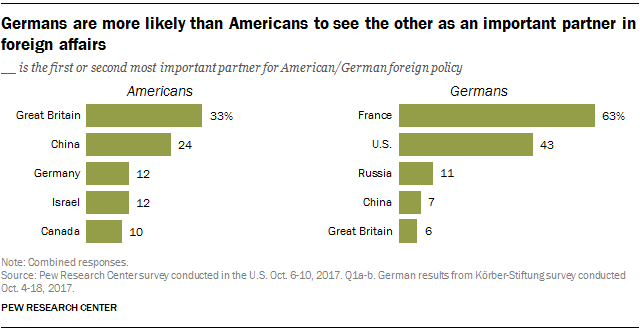 Germans are more likely than Americans to see the other as an important partner in
foreign affairs
__ is the first or second most important partner for American/German foreign policy
Americans
Great Britain 33%
China 24
Germany 12
Israel 12
Canada 10
Germans
France 63%
U.S. 43
Russia 11
China 7
Great Britain 6
Note: Combined responses.
Source: Pew Research Center survey conducted in the U.S. Oct. 6-10, 2017. Q1a-b. German results from Körber-Stiftung survey conducted
Oct. 4-18, 2017.
PEW RESEARCH CENTER